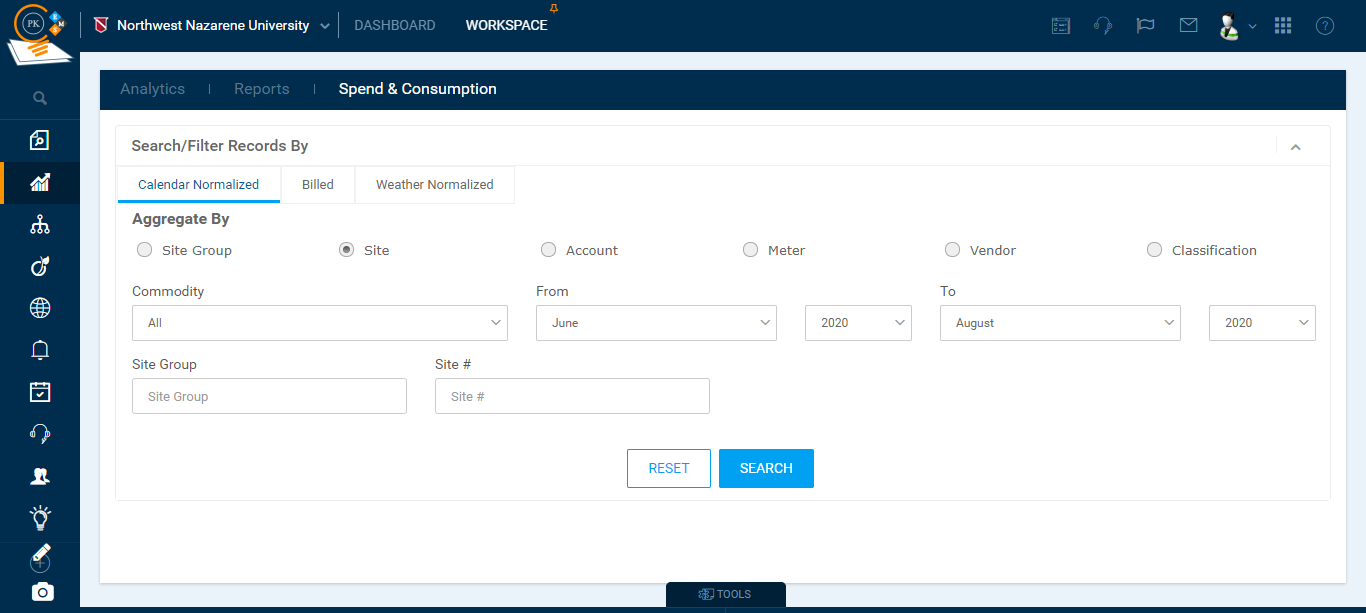 PK E M S
Northwest Nazarene University DASHBOARD WORKSPACE
Analytics | Reports | Spend & Consumption
Search/Filter Records By
Calendar Normalized Billed Weather Normalized
Aggregate By
Site Group Site Account Meter Vendor Classification
Commodity From To
All June 2020 August 2020
Site Group Site #
Site Group Site #
RESET SEARCH
TOOLS